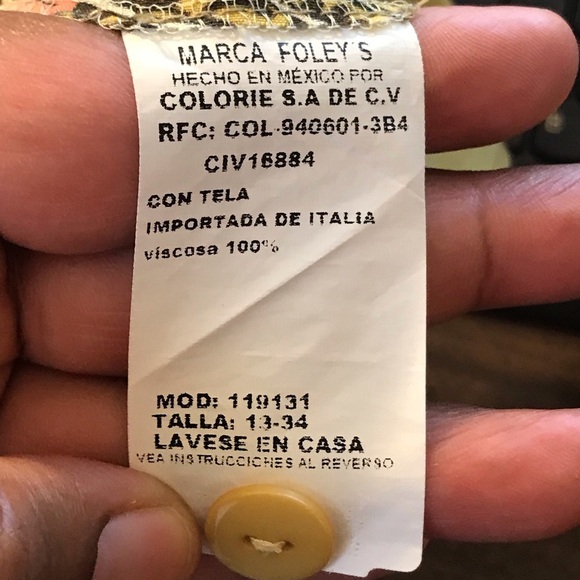 MARCA FOLEY'S
HECHO EN MÉXICO POR
COLORIE S.A DE C.V
RFC: COL-940601-3B4
CIV16884
CON TELA
IMPORTADA DE ITALIA
viscosa 100%
MOD: 119131
TALLA: 13-34
LAVESE EN CASA
VEA INSTRUCCICHES AL REVERSO